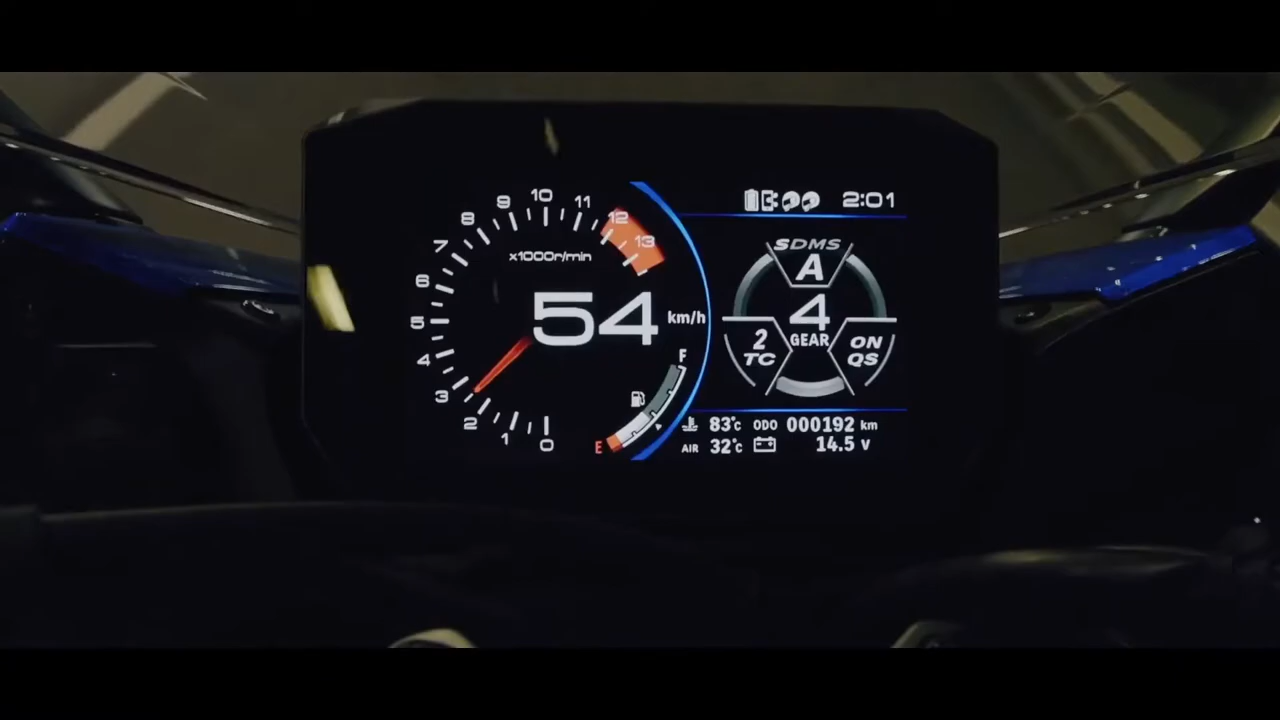 2:01
10
9
11
8
12
7
13
x1000r/min
6
5
4
3
2
1
0
54 km/h
F
E
SDMS
A
4
GEAR
2
TC
ON
QS
83°c ODO 000192 km
AIR 32°c 14.5 V